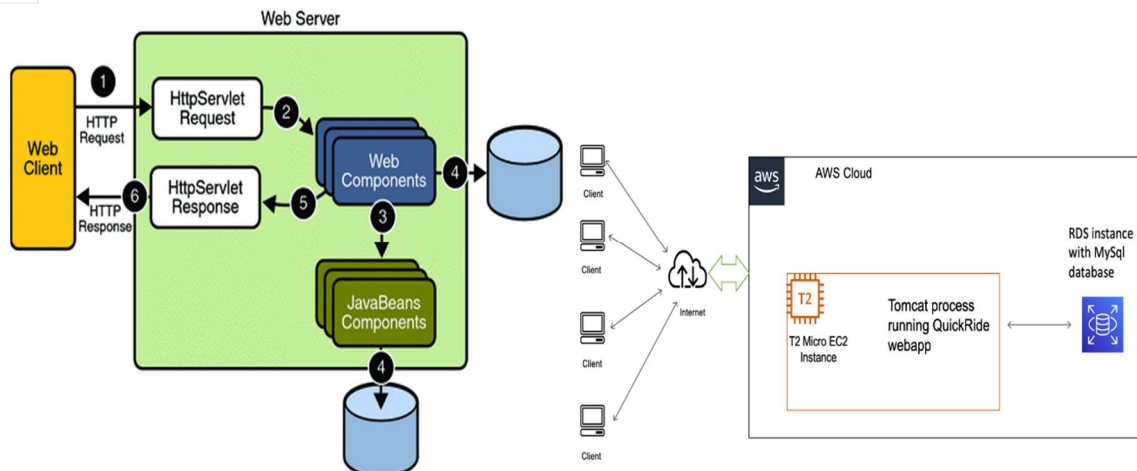 Web Server
1
HTTP
Request
HttpServlet
Request
2
Web
Client
Web
Components
4
6
HTTP
Response
HttpServlet
Response
5
3
JavaBeans
Components
4
Client
Client
Client
Client
Internet
aws
AWS Cloud
T2
T2 Micro EC2
Instance
Tomcat process
running QuickRide
webapp
RDS instance
with MySql
database